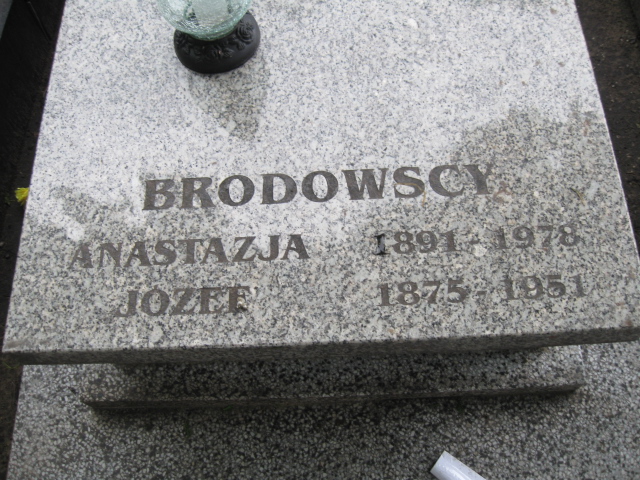 BRODOWSCY
ANASTAZJA 1891 - 1978
JOZEF 1875 - 1951